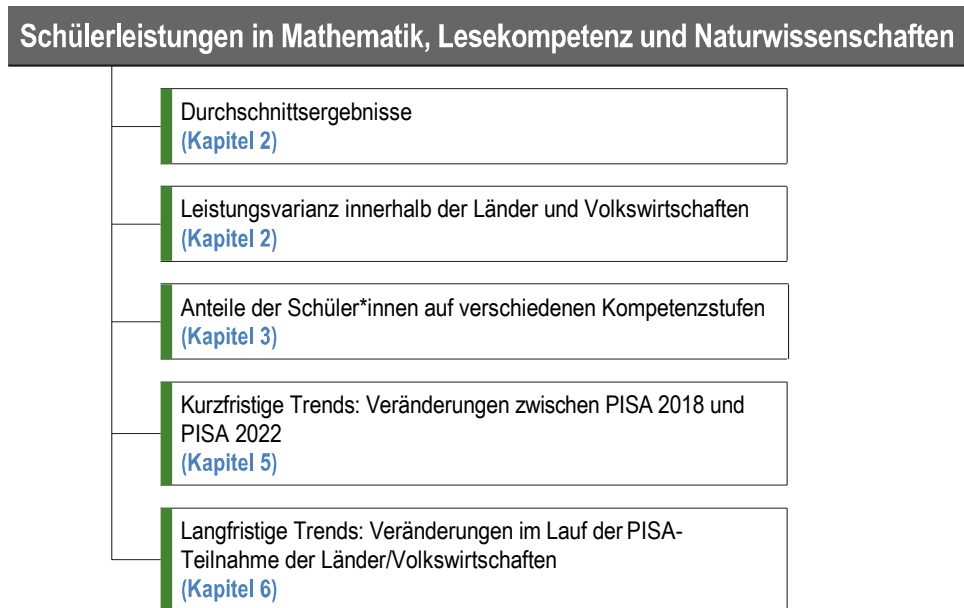 Schülerleistungen in Mathematik, Lesekompetenz und Naturwissenschaften
Durchschnittsergebnisse
(Kapitel 2)
Leistungsvarianz innerhalb der Länder und Volkswirtschaften
(Kapitel 2)
Anteile der Schüler*innen auf verschiedenen Kompetenzstufen
(Kapitel 3)
Kurzfristige Trends: Veränderungen zwischen PISA 2018 und
PISA 2022
(Kapitel 5)
Langfristige Trends: Veränderungen im Lauf der PISA-
Teilnahme der Länder/Volkswirtschaften
(Kapitel 6)